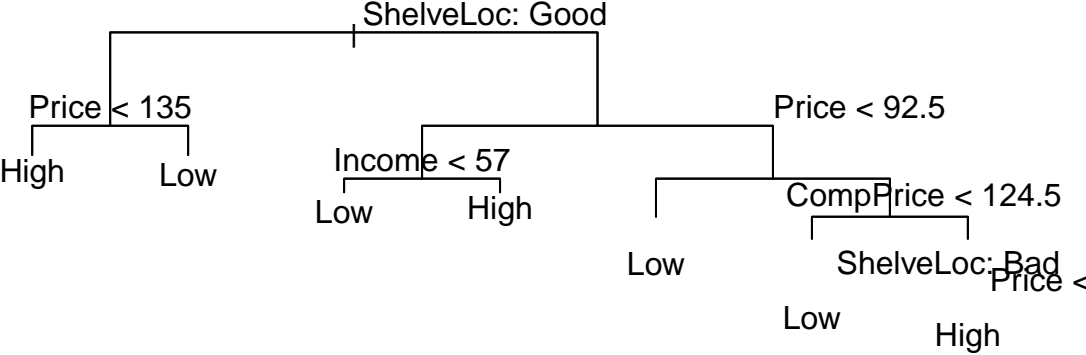 ShelveLoc: Good
Price < 135
Price < 92.5
High
Low
Income < 57
Low
High
CompPrice < 124.5
Low
ShelveLoc: Bad
Price <
Low
High